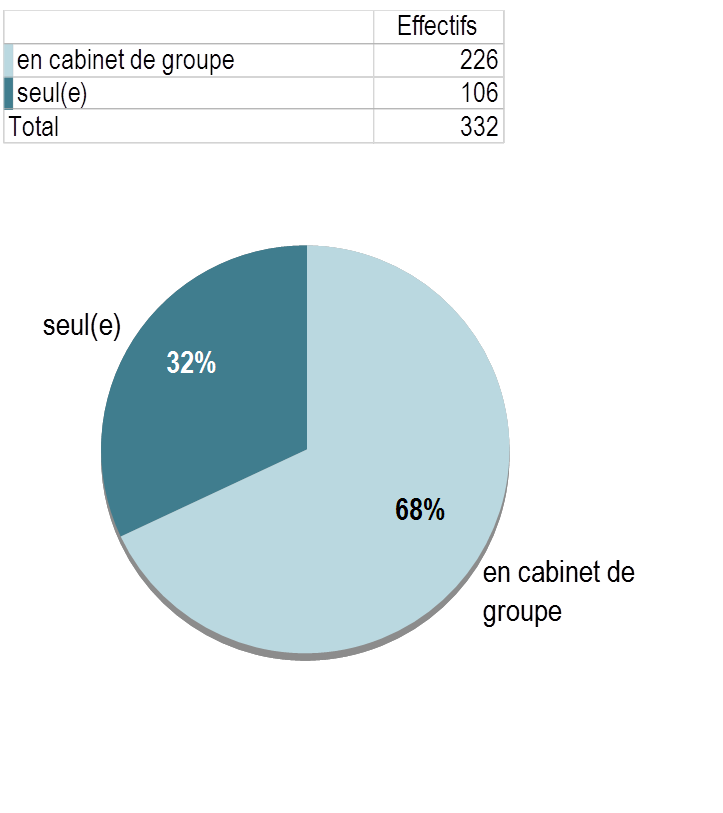 Effectifs
en cabinet de groupe 226
seul(e) 106
Total 332
seul(e)
32%
68%
en cabinet de
groupe